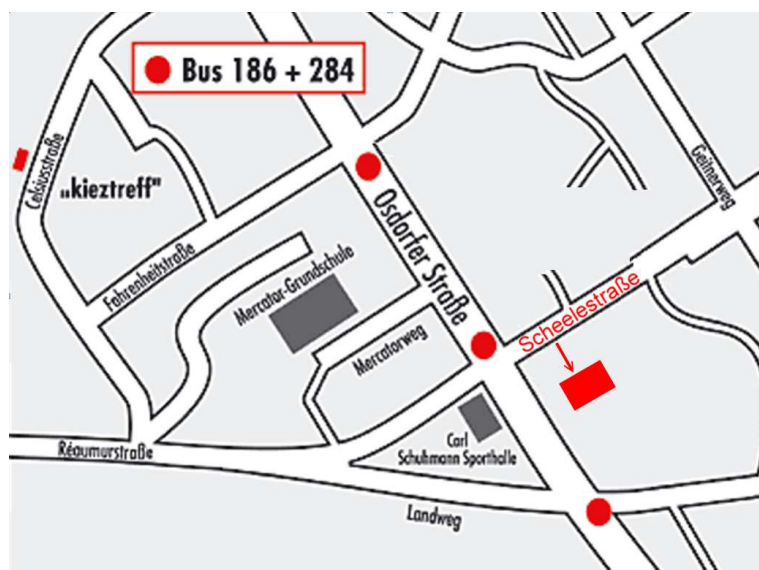 Bus 186 + 284
Celsiusstraße
„kieztreff"
Geitnerweg
Osdorfer Straße
Fahrenheitstraße
Mercator-Grundschule
Scheelestraße
Mercatorweg
Carl
Schuhmann Sporthalle
Réaumurstraße
Landweg